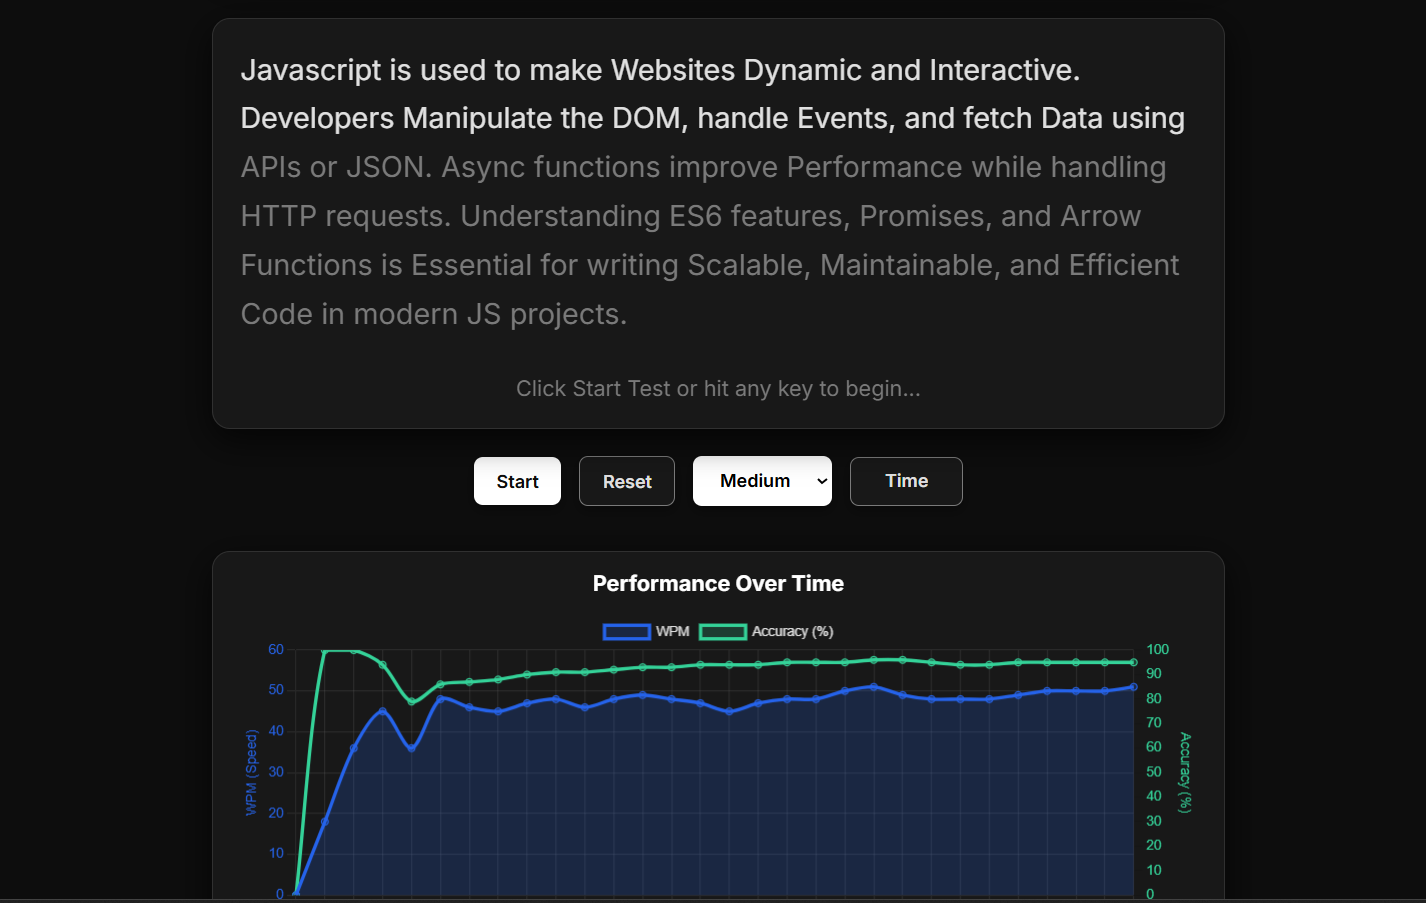 Javascript is used to make Websites Dynamic and Interactive.
Developers Manipulate the DOM, handle Events, and fetch Data using
APIs or JSON. Async functions improve Performance while handling
HTTP requests. Understanding ES6 features, Promises, and Arrow
Functions is Essential for writing Scalable, Maintainable, and Efficient
Code in modern JS projects.
Click Start Test or hit any key to begin...
Start
Reset
Medium
Time
Performance Over Time
WPM
Accuracy (%)
WPM (Speed)
60
50
40
30
20
10
0
100
90
80
70
60
50
40
30
20
10
0
Accuracy (%)